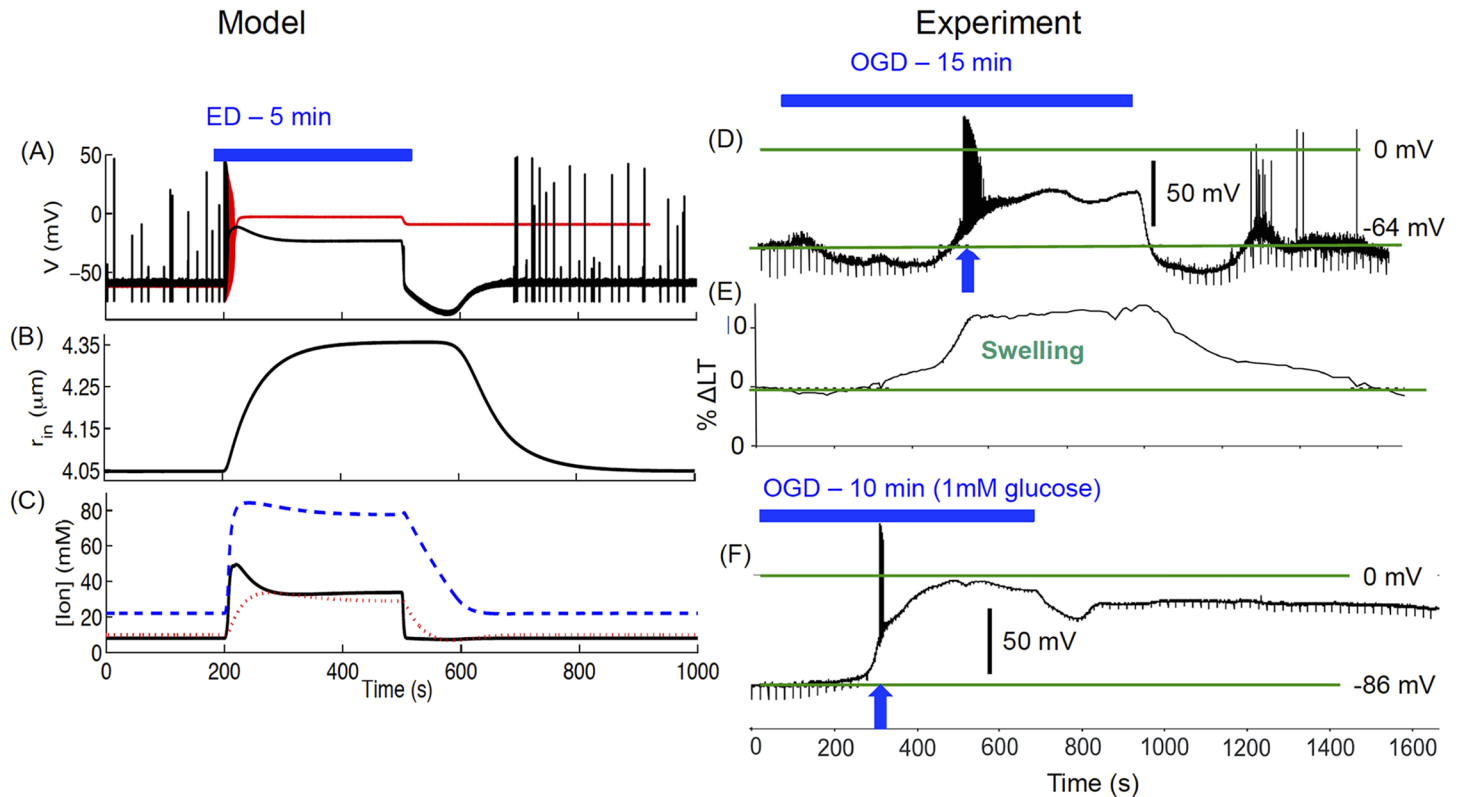 Model
Experiment
OGD – 15 min
ED – 5 min
(A)
50
0
−50
V (mV)
(B)
4.35
4.25
4.15
4.05
r_in (μm)
(C)
80
60
40
20
0
[Ion] (mM)
0 200 400 600 800 1000
Time (s)
(D)
0 mV
50 mV
-64 mV
(E)
10
0
0
% ΔLT
Swelling
OGD – 10 min (1mM glucose)
(F)
0 mV
50 mV
-86 mV
0 200 400 600 800 1000 1200 1400 1600
Time (s)